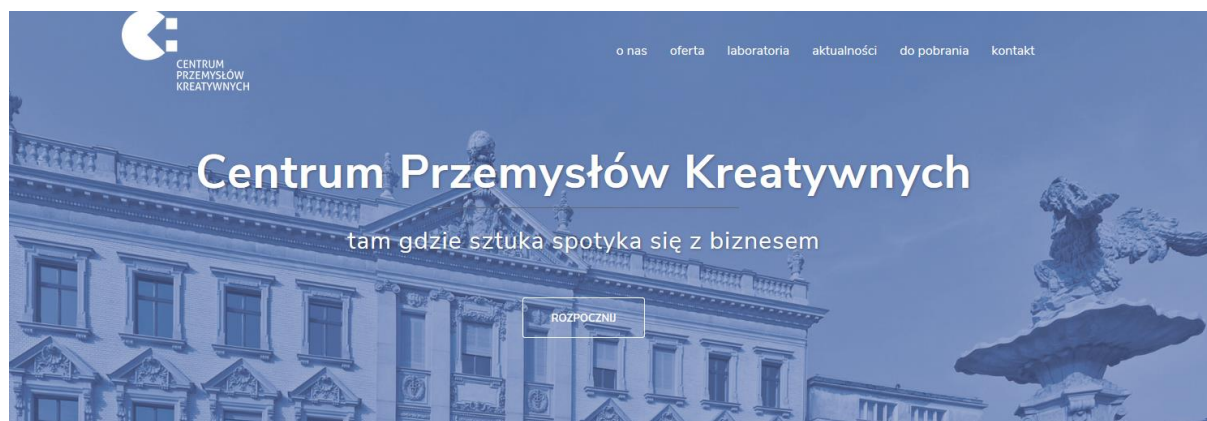 CENTRUM
PRZEMYSŁÓW
KREATYWNYCH
o nas oferta laboratoria aktualności do pobrania kontakt
Centrum Przemysłów Kreatywnych
tam gdzie sztuka spotyka się z biznesem
ROZPOCZNIJ